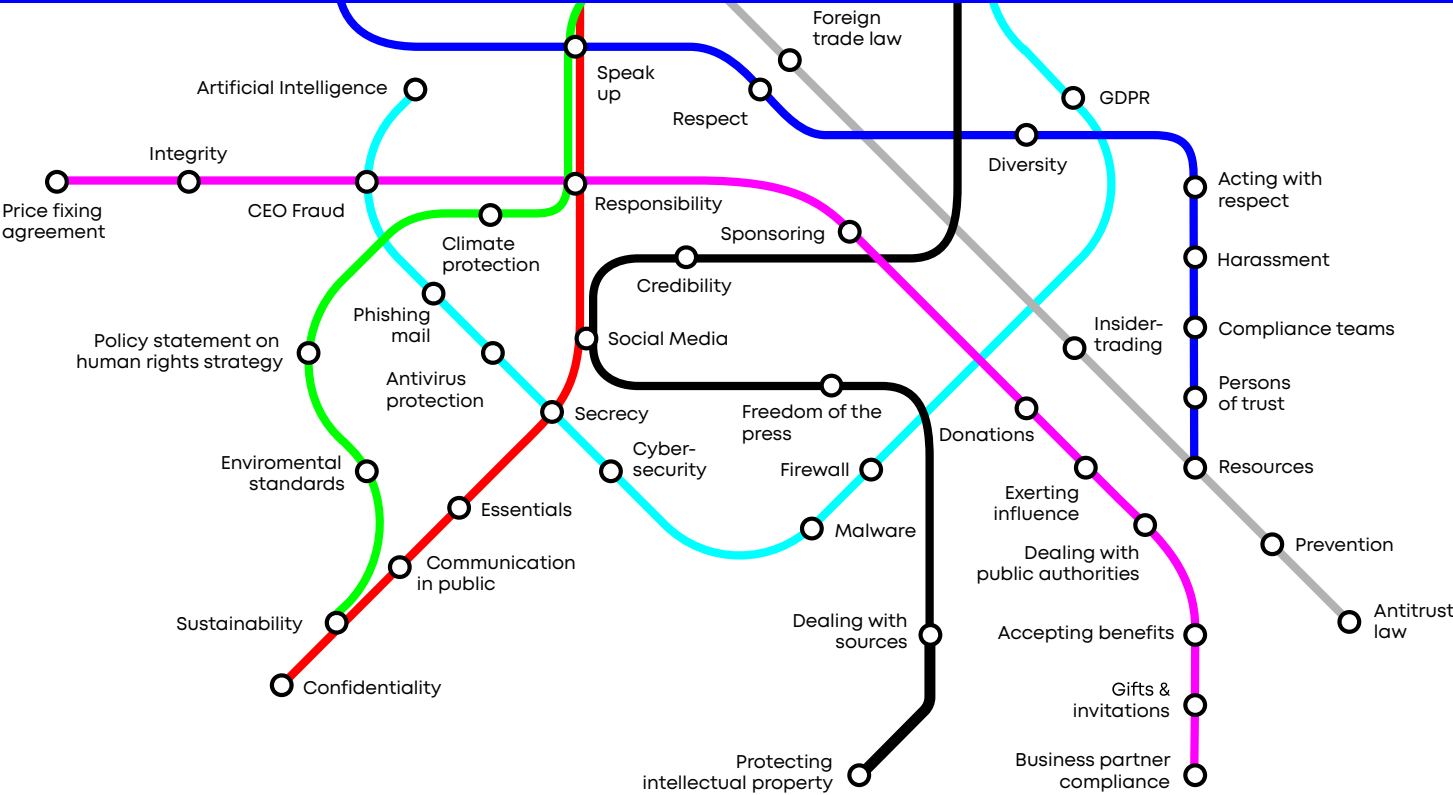 Foreign
trade law
Speak
up
Artificial Intelligence
GDPR
Respect
Integrity
Diversity
Acting with
respect
Price fixing
agreement
CEO Fraud
Responsibility
Sponsoring
Climate
protection
Harassment
Credibility
Phishing
mail
Social Media
Insider-
trading
Compliance teams
Policy statement on
human rights strategy
Antivirus
protection
Persons
of trust
Secrecy
Freedom of the
press
Donations
Cyber-
security
Enviromental
standards
Firewall
Resources
Exerting
influence
Essentials
Malware
Dealing with
public authorities
Prevention
Communication
in public
Sustainability
Dealing with
sources
Accepting benefits
Antitrust
law
Confidentiality
Gifts &
invitations
Protecting
intellectual property
Business partner
compliance